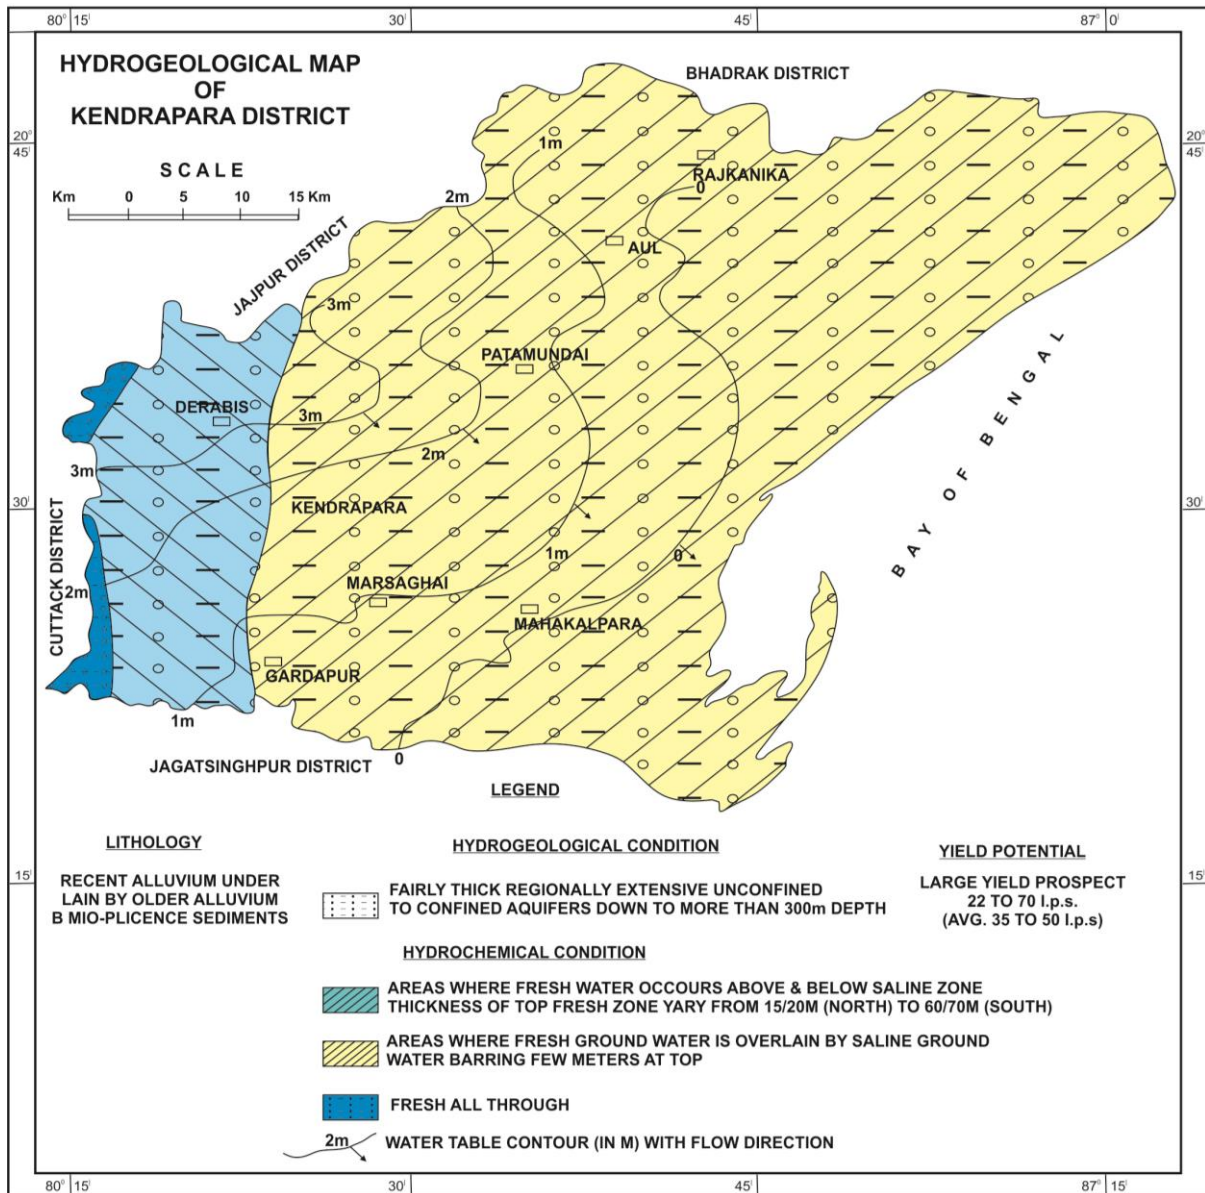 80° 15'
30'
45'
87° 0'
HYDROGEOLOGICAL MAP
OF
KENDRAPARA DISTRICT
SCALE
Km 0 5 10 15 Km
BHADRAK DISTRICT
20°
45'
20°
45'
1m
RAJKANIKA
0
2m
AUL
JAJPUR DISTRICT
3m
PATAMUNDAI
DERABIS
3m
2m
3m
BAY OF BENGAL
30'
30'
KENDRAPARA
CUTTACK DISTRICT
1m
0
2m
MARSAGHAI
MAHAKALPARA
GARDAPUR
1m
JAGATSINGHPUR DISTRICT
0
LEGEND
15'
15'
LITHOLOGY
RECENT ALLUVIUM UNDER
LAIN BY OLDER ALLUVIUM
B MIO-PLICENCE SEDIMENTS
HYDROGEOLOGICAL CONDITION
FAIRLY THICK REGIONALLY EXTENSIVE UNCONFINED
TO CONFINED AQUIFERS DOWN TO MORE THAN 300m DEPTH
YIELD POTENTIAL
LARGE YIELD PROSPECT
22 TO 70 l.p.s.
(AVG. 35 TO 50 l.p.s)
HYDROCHEMICAL CONDITION
AREAS WHERE FRESH WATER OCCOURS ABOVE & BELOW SALINE ZONE
THICKNESS OF TOP FRESH ZONE YARY FROM 15/20M (NORTH) TO 60/70M (SOUTH)
AREAS WHERE FRESH GROUND WATER IS OVERLAIN BY SALINE GROUND
WATER BARRING FEW METERS AT TOP
FRESH ALL THROUGH
2m
WATER TABLE CONTOUR (IN M) WITH FLOW DIRECTION
80° 15'
30'
45'
87° 15'